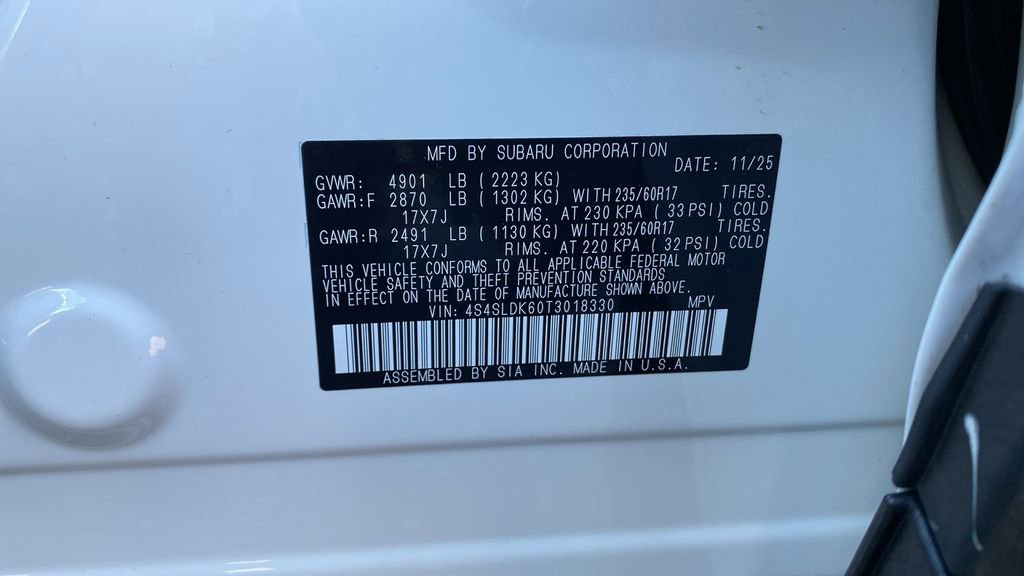 MFD BY SUBARU CORPORATION DATE: 11/25
GVWR: 4901 LB ( 2223 KG)
GAWR:F 2870 LB ( 1302 KG) WITH 235/60R17 TIRES.
17X7J RIMS. AT 230 KPA ( 33 PSI) COLD
GAWR:R 2491 LB ( 1130 KG) WITH 235/60R17 TIRES.
17X7J RIMS. AT 220 KPA ( 32 PSI) COLD
THIS VEHICLE CONFORMS TO ALL APPLICABLE FEDERAL MOTOR
VEHICLE SAFETY AND THEFT PREVENTION STANDARDS
IN EFFECT ON THE DATE OF MANUFACTURE SHOWN ABOVE.
VIN: 4S4SLDK60T3018330 MPV
ASSEMBLED BY SIA INC. MADE IN U.S.A.